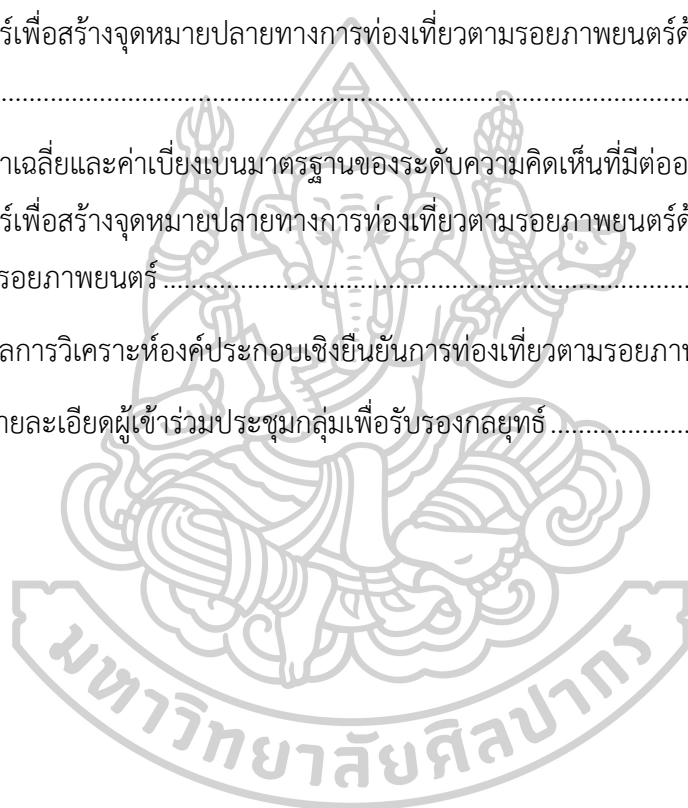 ร์เพื่อสร้างจุดหมายปลายทางการท่องเที่ยวตามรอยภาพยนตร์ด้
................................................................................
าเฉลี่ยและค่าเบี่ยงเบนมาตรฐานของระดับความคิดเห็นที่มีต่ออ
ร์เพื่อสร้างจุดหมายปลายทางการท่องเที่ยวตามรอยภาพยนตร์ด้
รอยภาพยนตร์ ............................................................
ลการวิเคราะห์องค์ประกอบเชิงยืนยันการท่องเที่ยวตามรอยภาพ
ายละเอียดผู้เข้าร่วมประชุมกลุ่มเพื่อรับรองกลยุทธ์ ................
มหาวิทยาลัยศิลปากร